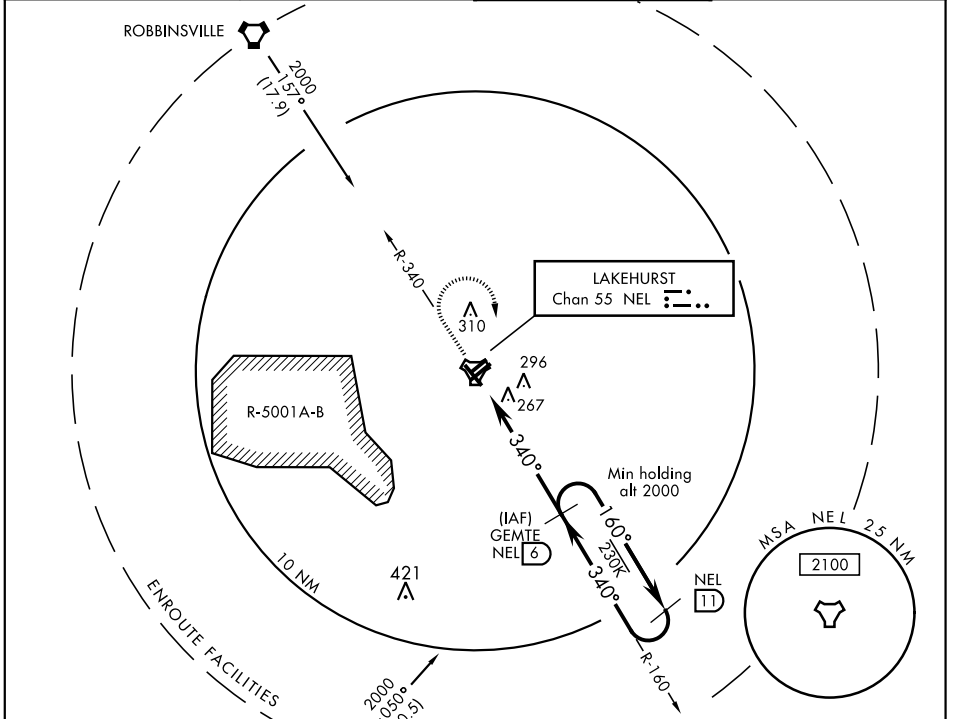 ROBBINSVILLE
2000
157°
(17.9)
R-340
310
LAKEHURST
Chan 55 NEL
296
267
R-5001A-B
340°
Min holding
alt 2000
(IAF)
GEMTE
NEL 6
160°
230K
340°
NEL
11
10 NM
421
ENROUTE FACILITIES
2000
050°
R-160
MSA NEL 25 NM
2100